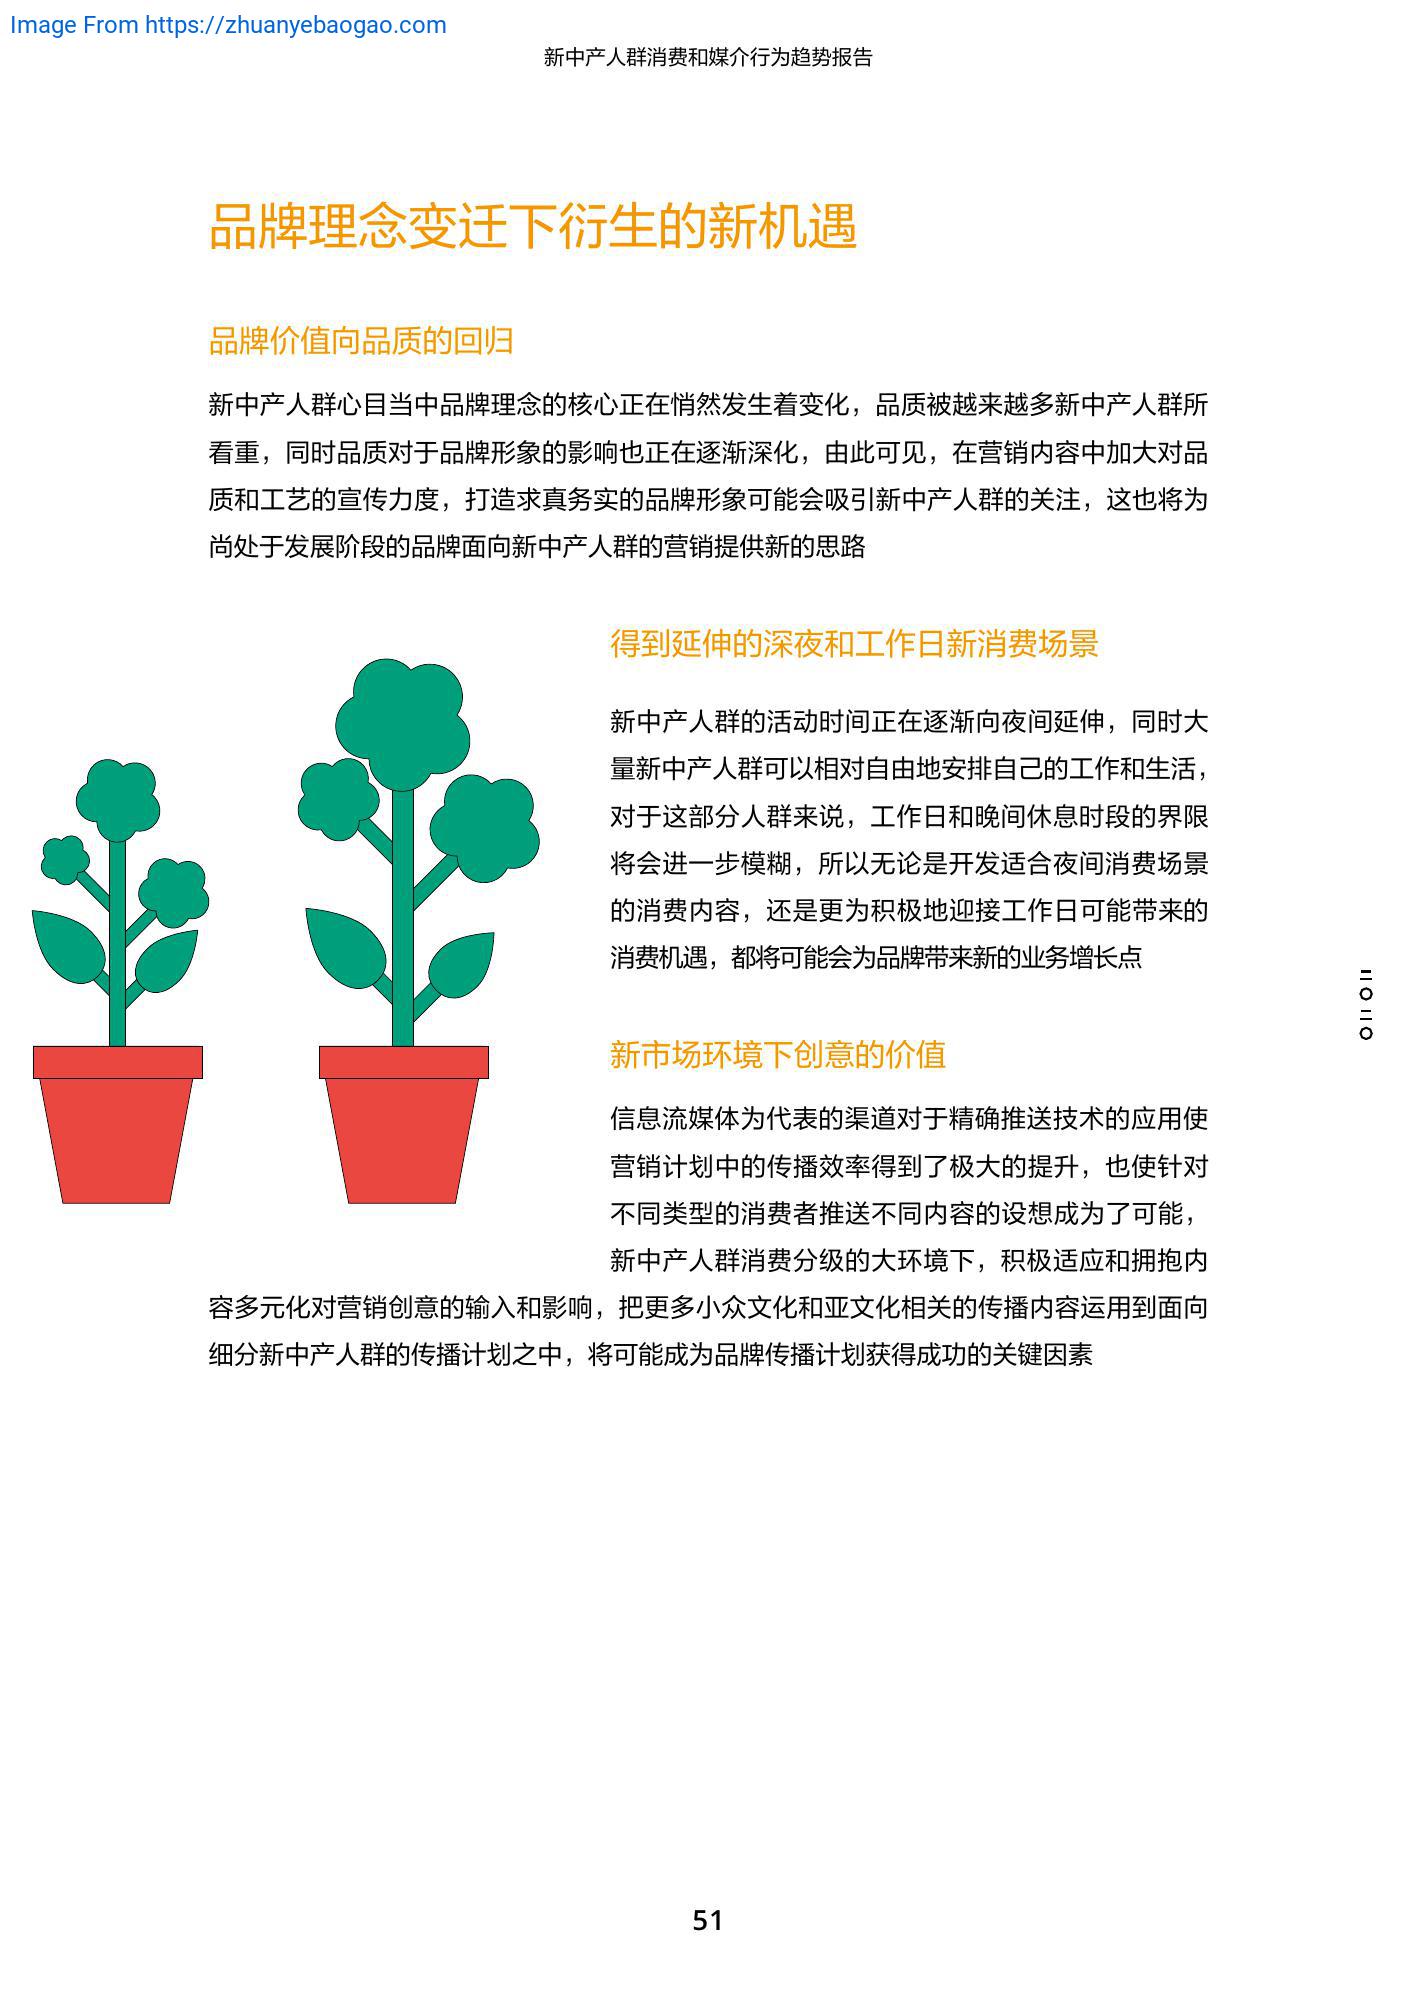 Image From https://zhuanyebaogao.com
新中产人群消费和媒介行为趋势报告
品牌理念变迁下衍生的新机遇
品牌价值向品质的回归
新中产人群心目当中品牌理念的核心正在悄然发生着变化，品质被越来越多新中产人群所
看重，同时品质对于品牌形象的影响也正在逐渐深化，由此可见，在营销内容中加大对品
质和工艺的宣传力度，打造求真务实的品牌形象可能会吸引新中产人群的关注，这也将为
尚处于发展阶段的品牌面向新中产人群的营销提供新的思路
得到延伸的深夜和工作日新消费场景
新中产人群的活动时间正在逐渐向夜间延伸，同时大
量新中产人群可以相对自由地安排自己的工作和生活，
对于这部分人群来说，工作日和晚间休息时段的界限
将会进一步模糊，所以无论是开发适合夜间消费场景
的消费内容，还是更为积极地迎接工作日可能带来的
消费机遇，都将可能会为品牌带来新的业务增长点
二〇二〇
新市场环境下创意的价值
信息流媒体为代表的渠道对于精确推送技术的应用使
营销计划中的传播效率得到了极大的提升，也使针对
不同类型的消费者推送不同内容的设想成为了可能，
新中产人群消费分级的大环境下，积极适应和拥抱内
容多元化对营销创意的输入和影响，把更多小众文化和亚文化相关的传播内容运用到面向
细分新中产人群的传播计划之中，将可能成为品牌传播计划获得成功的关键因素
51